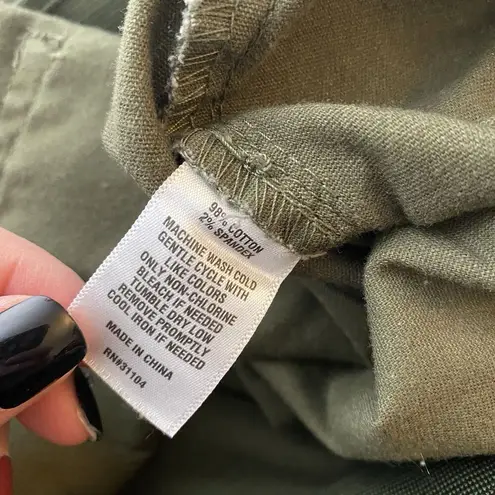 98% COTTON
2% SPANDEX
MACHINE WASH COLD
GENTLE CYCLE WITH
LIKE COLORS
ONLY NON-CHLORINE
BLEACH IF NEEDED
TUMBLE DRY LOW
REMOVE PROMPTLY
COOL IRON IF NEEDED
MADE IN CHINA
RN#31104